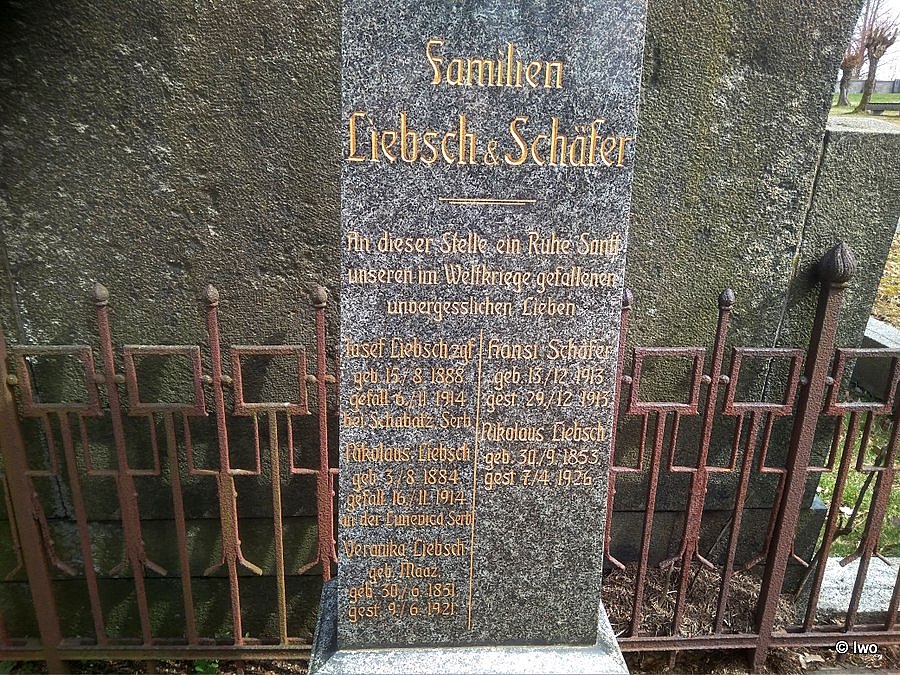 Familien
Liebsch & Schäfer
An dieser Stelle ein Ruhe Sanft
unseren im Weltkriege gefallenen
unvergesslichen Lieben
Josef Liebsch
geb. 15./8 1888
gefall. 6./11 1914
bei Schabatz Serb
Nikolaus Liebsch
geb. 3./8 1884
gefall. 16./11 1914
an der Serb
Veronika Liebsch
geb. Maaz
geb. 30./6 1851
gest. 9./6 1921
Hansi Schäfer
geb. 13./12 1913
gest. 29./12 1913
Nikolaus Liebsch
geb. 30./9 1853
gest. 7./4 1926
© Iwo